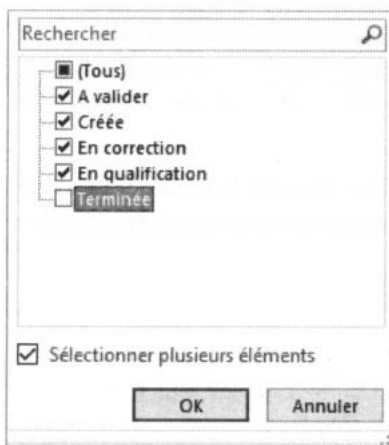 Rechercher
(Tous)
A valider
Créée
En correction
En qualification
Terminée
Sélectionner plusieurs éléments
OK
Annuler